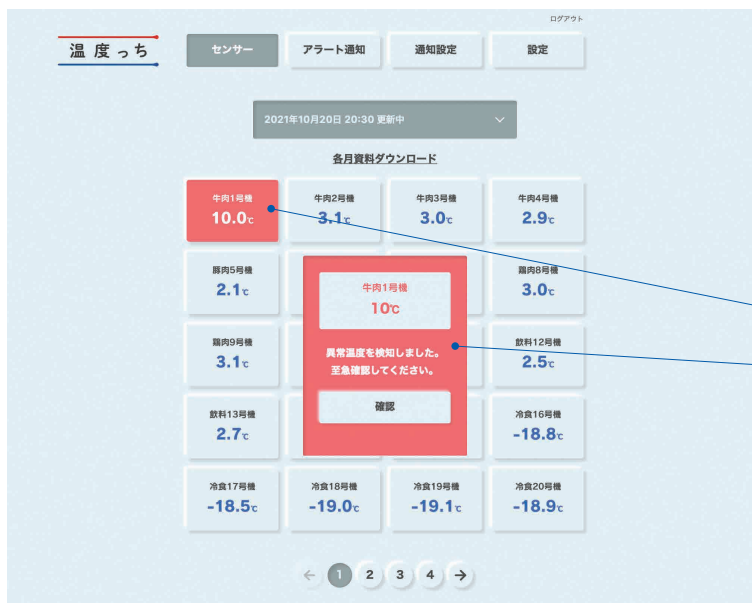 ログアウト
温度っち
センサー
アラート通知
通知設定
設定
2021年10月20日 20:30 更新中
各月資料ダウンロード
牛肉1号機
10.0℃
牛肉2号機
3.1℃
牛肉3号機
3.0℃
牛肉4号機
2.9℃
豚肉5号機
2.1℃
鶏肉8号機
3.0℃
牛肉1号機
10℃
異常温度を検知しました。
至急確認してください。
確認
鶏肉9号機
3.1℃
飲料12号機
2.5℃
飲料13号機
2.7℃
冷食16号機
-18.8℃
冷食17号機
-18.5℃
冷食18号機
-19.0℃
冷食19号機
-19.1℃
冷食20号機
-18.9℃
← 1 2 3 4 →